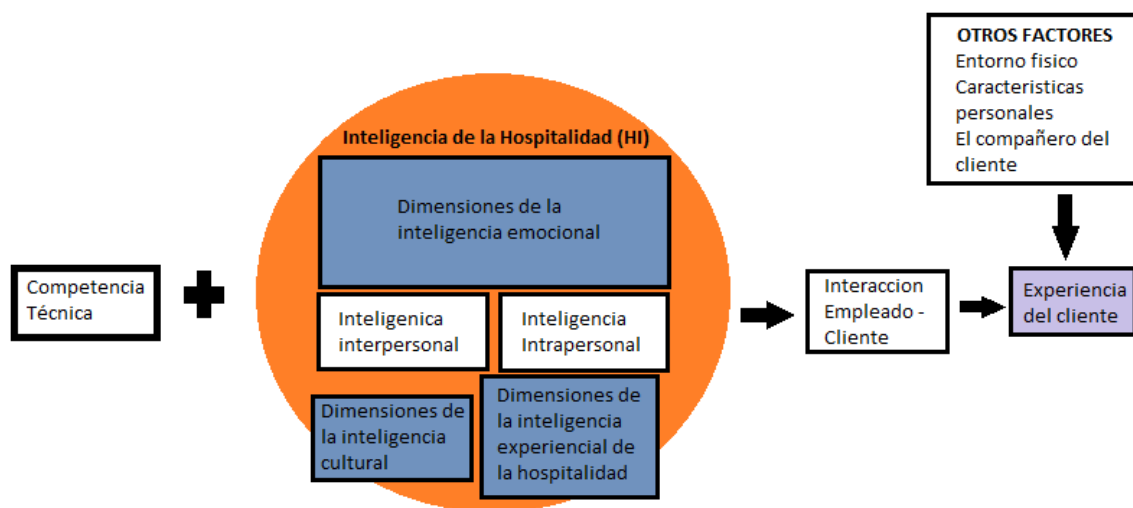 Competencia
Técnica
Inteligencia de la Hospitalidad (HI)
Dimensiones de la
inteligencia emocional
Inteligenica
interpersonal
Inteligencia
Intrapersonal
Dimensiones de
la inteligencia
cultural
Dimensiones de
la inteligencia
experiencial de
la hospitalidad
Interaccion
Empleado -
Cliente
OTROS FACTORES
Entorno fisico
Caracteristicas
personales
El compañero del
cliente
Experiencia
del cliente